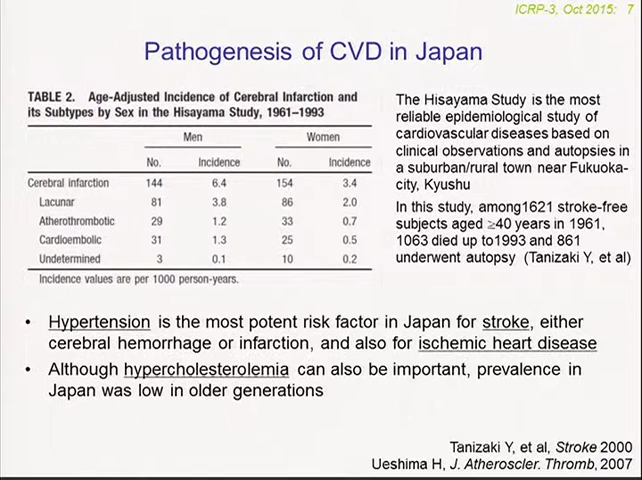 ICRP-3, Oct 2015: 7
Pathogenesis of CVD in Japan
TABLE 2. Age-Adjusted Incidence of Cerebral Infarction and
its Subtypes by Sex in the Hisayama Study, 1961–1993
Men Women
No. Incidence No. Incidence
Cerebral infarction 144 6.4 154 3.4
Lacunar 81 3.8 86 2.0
Atherothrombotic 29 1.2 33 0.7
Cardioembolic 31 1.3 25 0.5
Undetermined 3 0.1 10 0.2
Incidence values are per 1000 person-years.
The Hisayama Study is the most
reliable epidemiological study of
cardiovascular diseases based on
clinical observations and autopsies in
a suburban/rural town near Fukuoka-
city, Kyushu
In this study, among1621 stroke-free
subjects aged ≥40 years in 1961,
1063 died up to1993 and 861
underwent autopsy (Tanizaki Y, et al)
• Hypertension is the most potent risk factor in Japan for stroke, either
cerebral hemorrhage or infarction, and also for ischemic heart disease
• Although hypercholesterolemia can also be important, prevalence in
Japan was low in older generations
Tanizaki Y, et al, Stroke 2000
Ueshima H, J. Atheroscler. Thromb, 2007